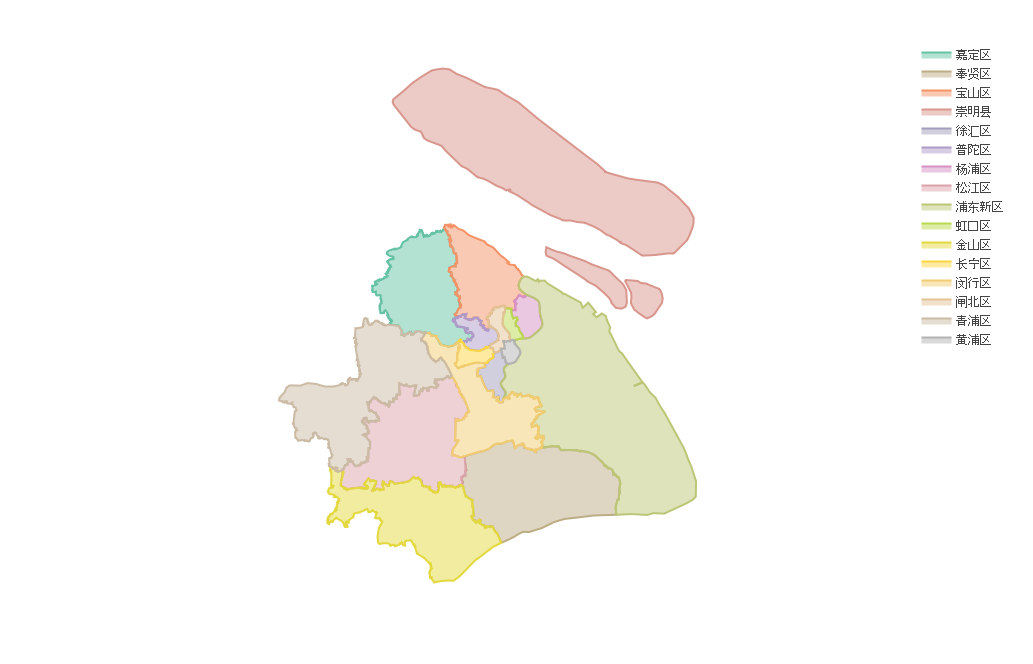 嘉定区
奉贤区
宝山区
崇明县
徐汇区
普陀区
杨浦区
松江区
浦东新区
虹口区
金山区
长宁区
闵行区
闸北区
青浦区
黄浦区